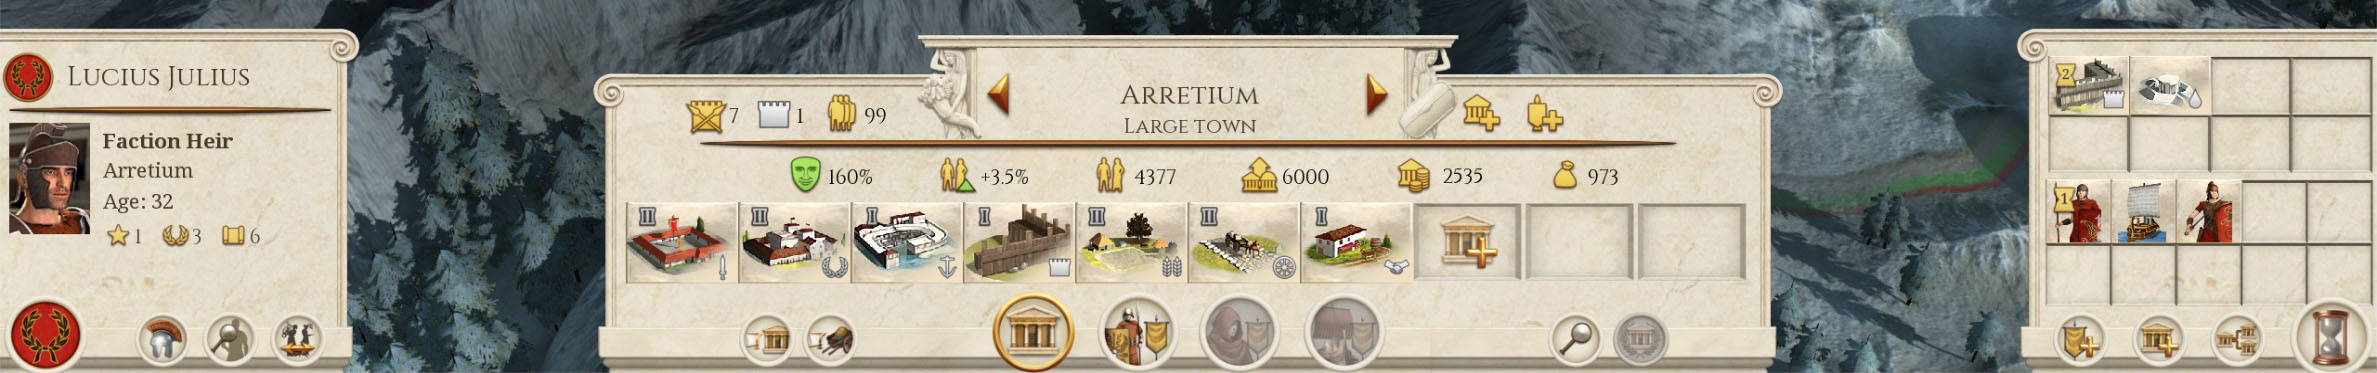 LUCIUS JULIUS
Faction Heir
Arretium
Age: 32
1 3 6
7 1 99
ARRETIUM
LARGE TOWN
160% +3.5% 4377 6000 2535 973
II II I I II II I
2
1